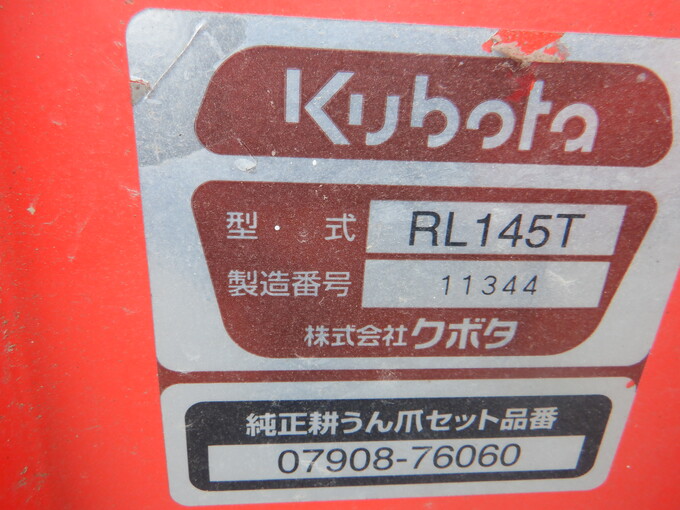 Kubota
型・式 RL145T
製造番号 11344
株式会社クボタ
純正耕うん爪セット品番
07908-76060